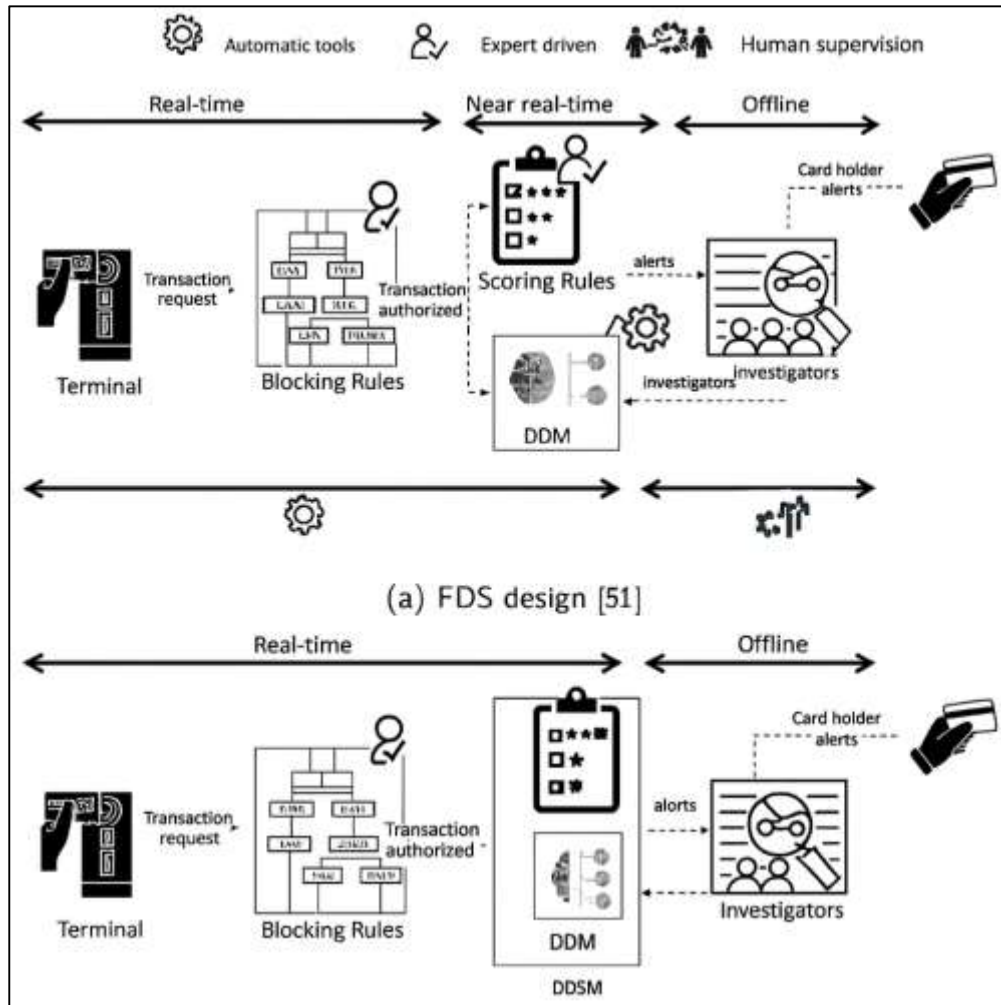 Automatic tools
Expert driven
Human supervision
Real-time
Near real-time
Offline
Card holder
alerts
Transaction
request
Transaction
authorized
Scoring Rules
alerts
Terminal
Blocking Rules
investigators
investigators
DDM
(a) FDS design [51]
Real-time
Offline
Card holder
alerts
Transaction
request
Transaction
authorized
alorts
Terminal
Blocking Rules
Investigators
DDM
DDSM